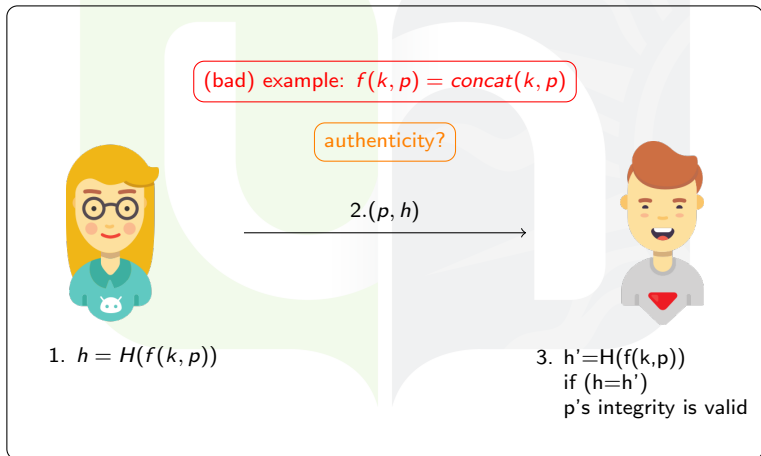 (bad) example: f(k, p) = concat(k, p)
authenticity?
2.(p, h)
1. h = H(f(k, p))
3. h'=H(f(k,p))
if (h=h')
p's integrity is valid